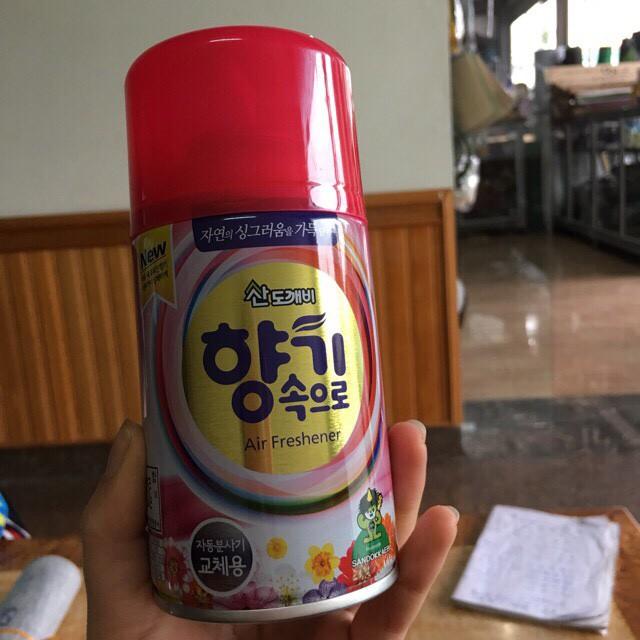 자연의 싱그러움을 가득
New
산도깨비
향기
속으로
Air Freshener
자동분사기
교체용
SANDOKKAEBI